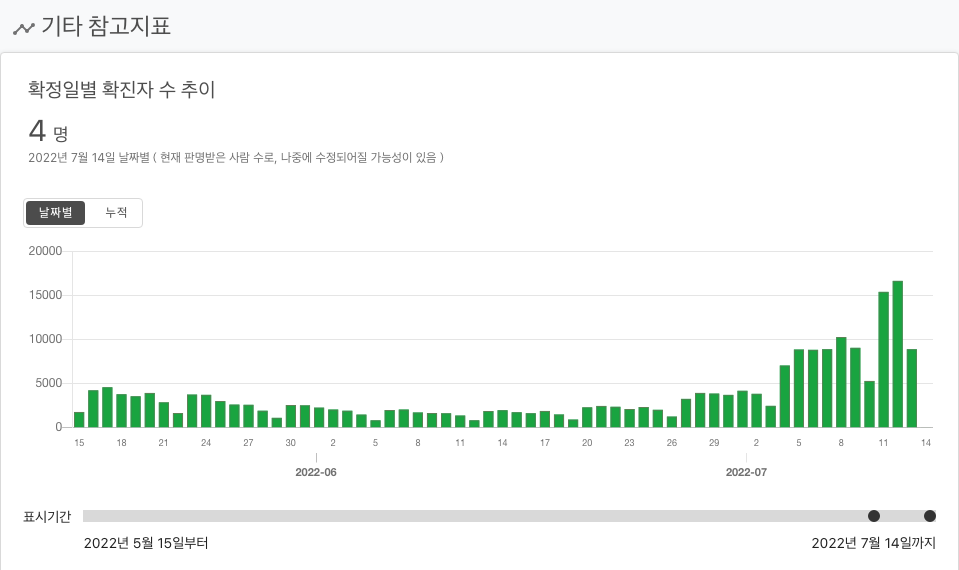 기타 참고지표
확정일별 확진자 수 추이
4 명
2022년 7월 14일 날짜별 ( 현재 판명받은 사람 수로, 나중에 수정되어질 가능성이 있음 )
날짜별 누적
20000
15000
10000
5000
0
15 18 21 24 27 30 2 5 8 11 14 17 20 23 26 29 2 5 8 11 14
2022-06 2022-07
표시기간
2022년 5월 15일부터 2022년 7월 14일까지